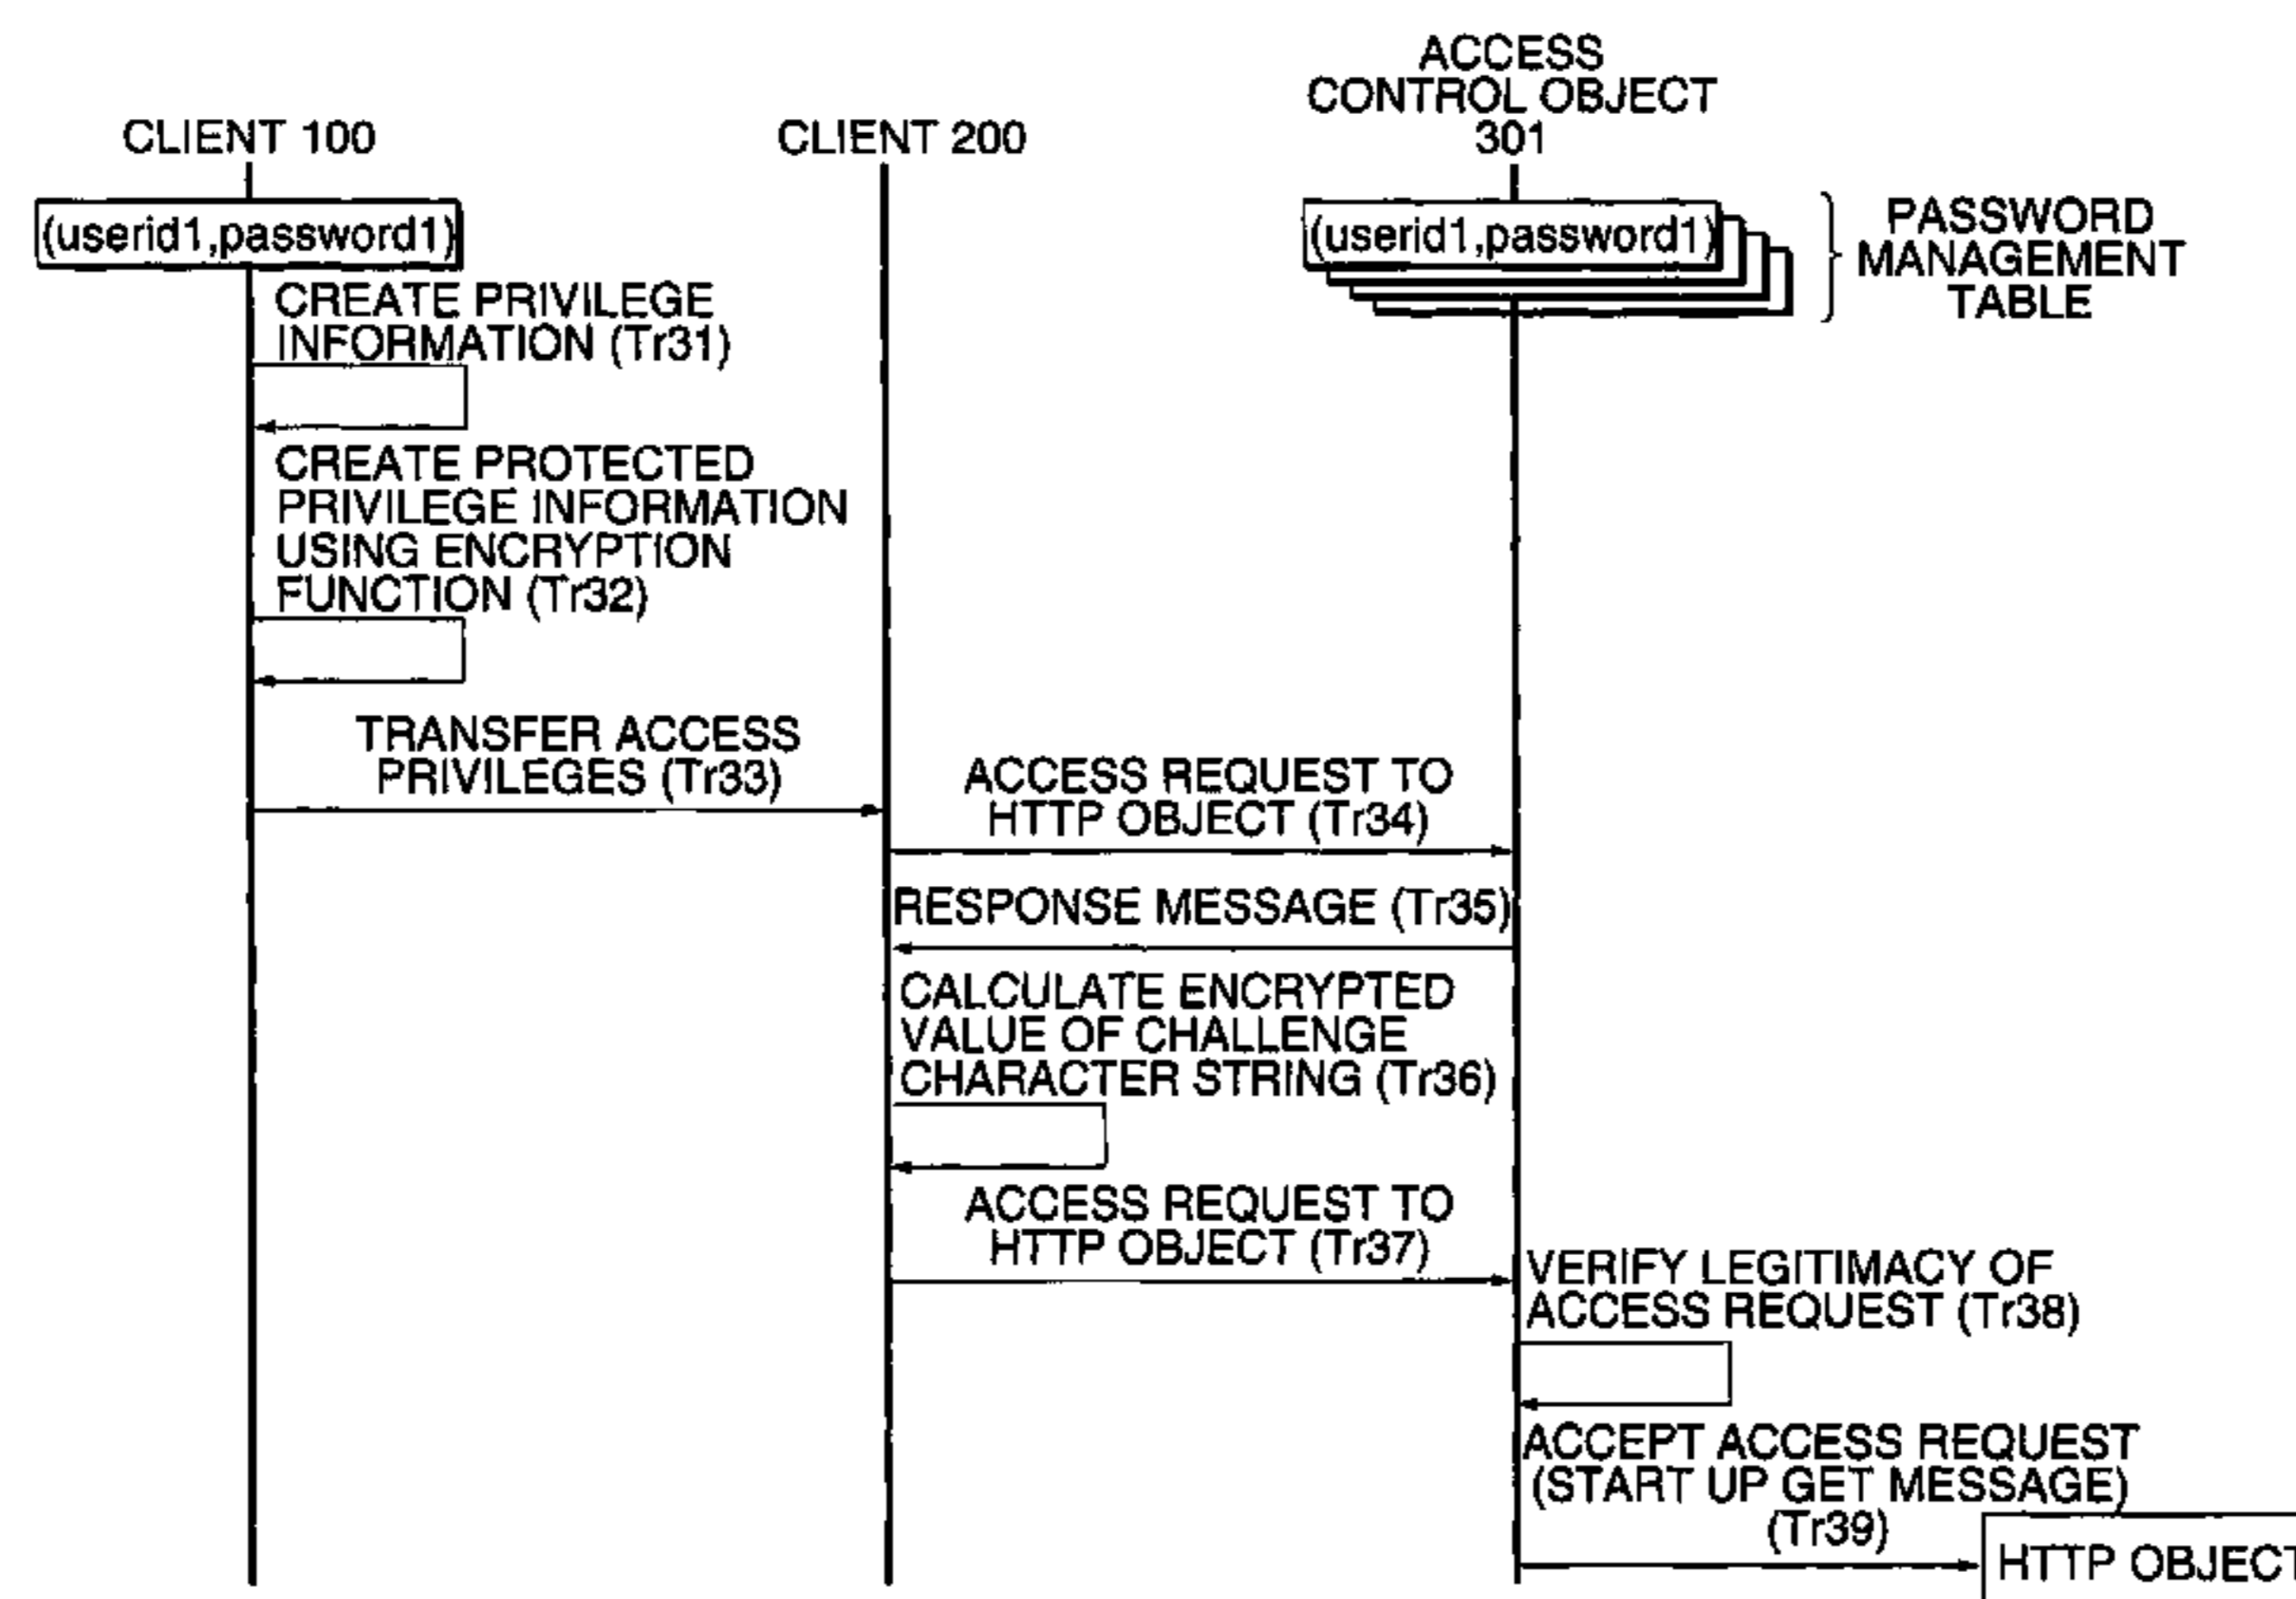 CLIENT 100
CLIENT 200
ACCESS
CONTROL OBJECT
301
(userid1,password1)
(userid1,password1)
PASSWORD
MANAGEMENT
TABLE
CREATE PRIVILEGE
INFORMATION (Tr31)
CREATE PROTECTED
PRIVILEGE INFORMATION
USING ENCRYPTION
FUNCTION (Tr32)
TRANSFER ACCESS
PRIVILEGES (Tr33)
ACCESS REQUEST TO
HTTP OBJECT (Tr34)
RESPONSE MESSAGE (Tr35)
CALCULATE ENCRYPTED
VALUE OF CHALLENGE
CHARACTER STRING (Tr36)
ACCESS REQUEST TO
HTTP OBJECT (Tr37)
VERIFY LEGITIMACY OF
ACCESS REQUEST (Tr38)
ACCEPT ACCESS REQUEST
(START UP GET MESSAGE)
(Tr39)
HTTP OBJECT